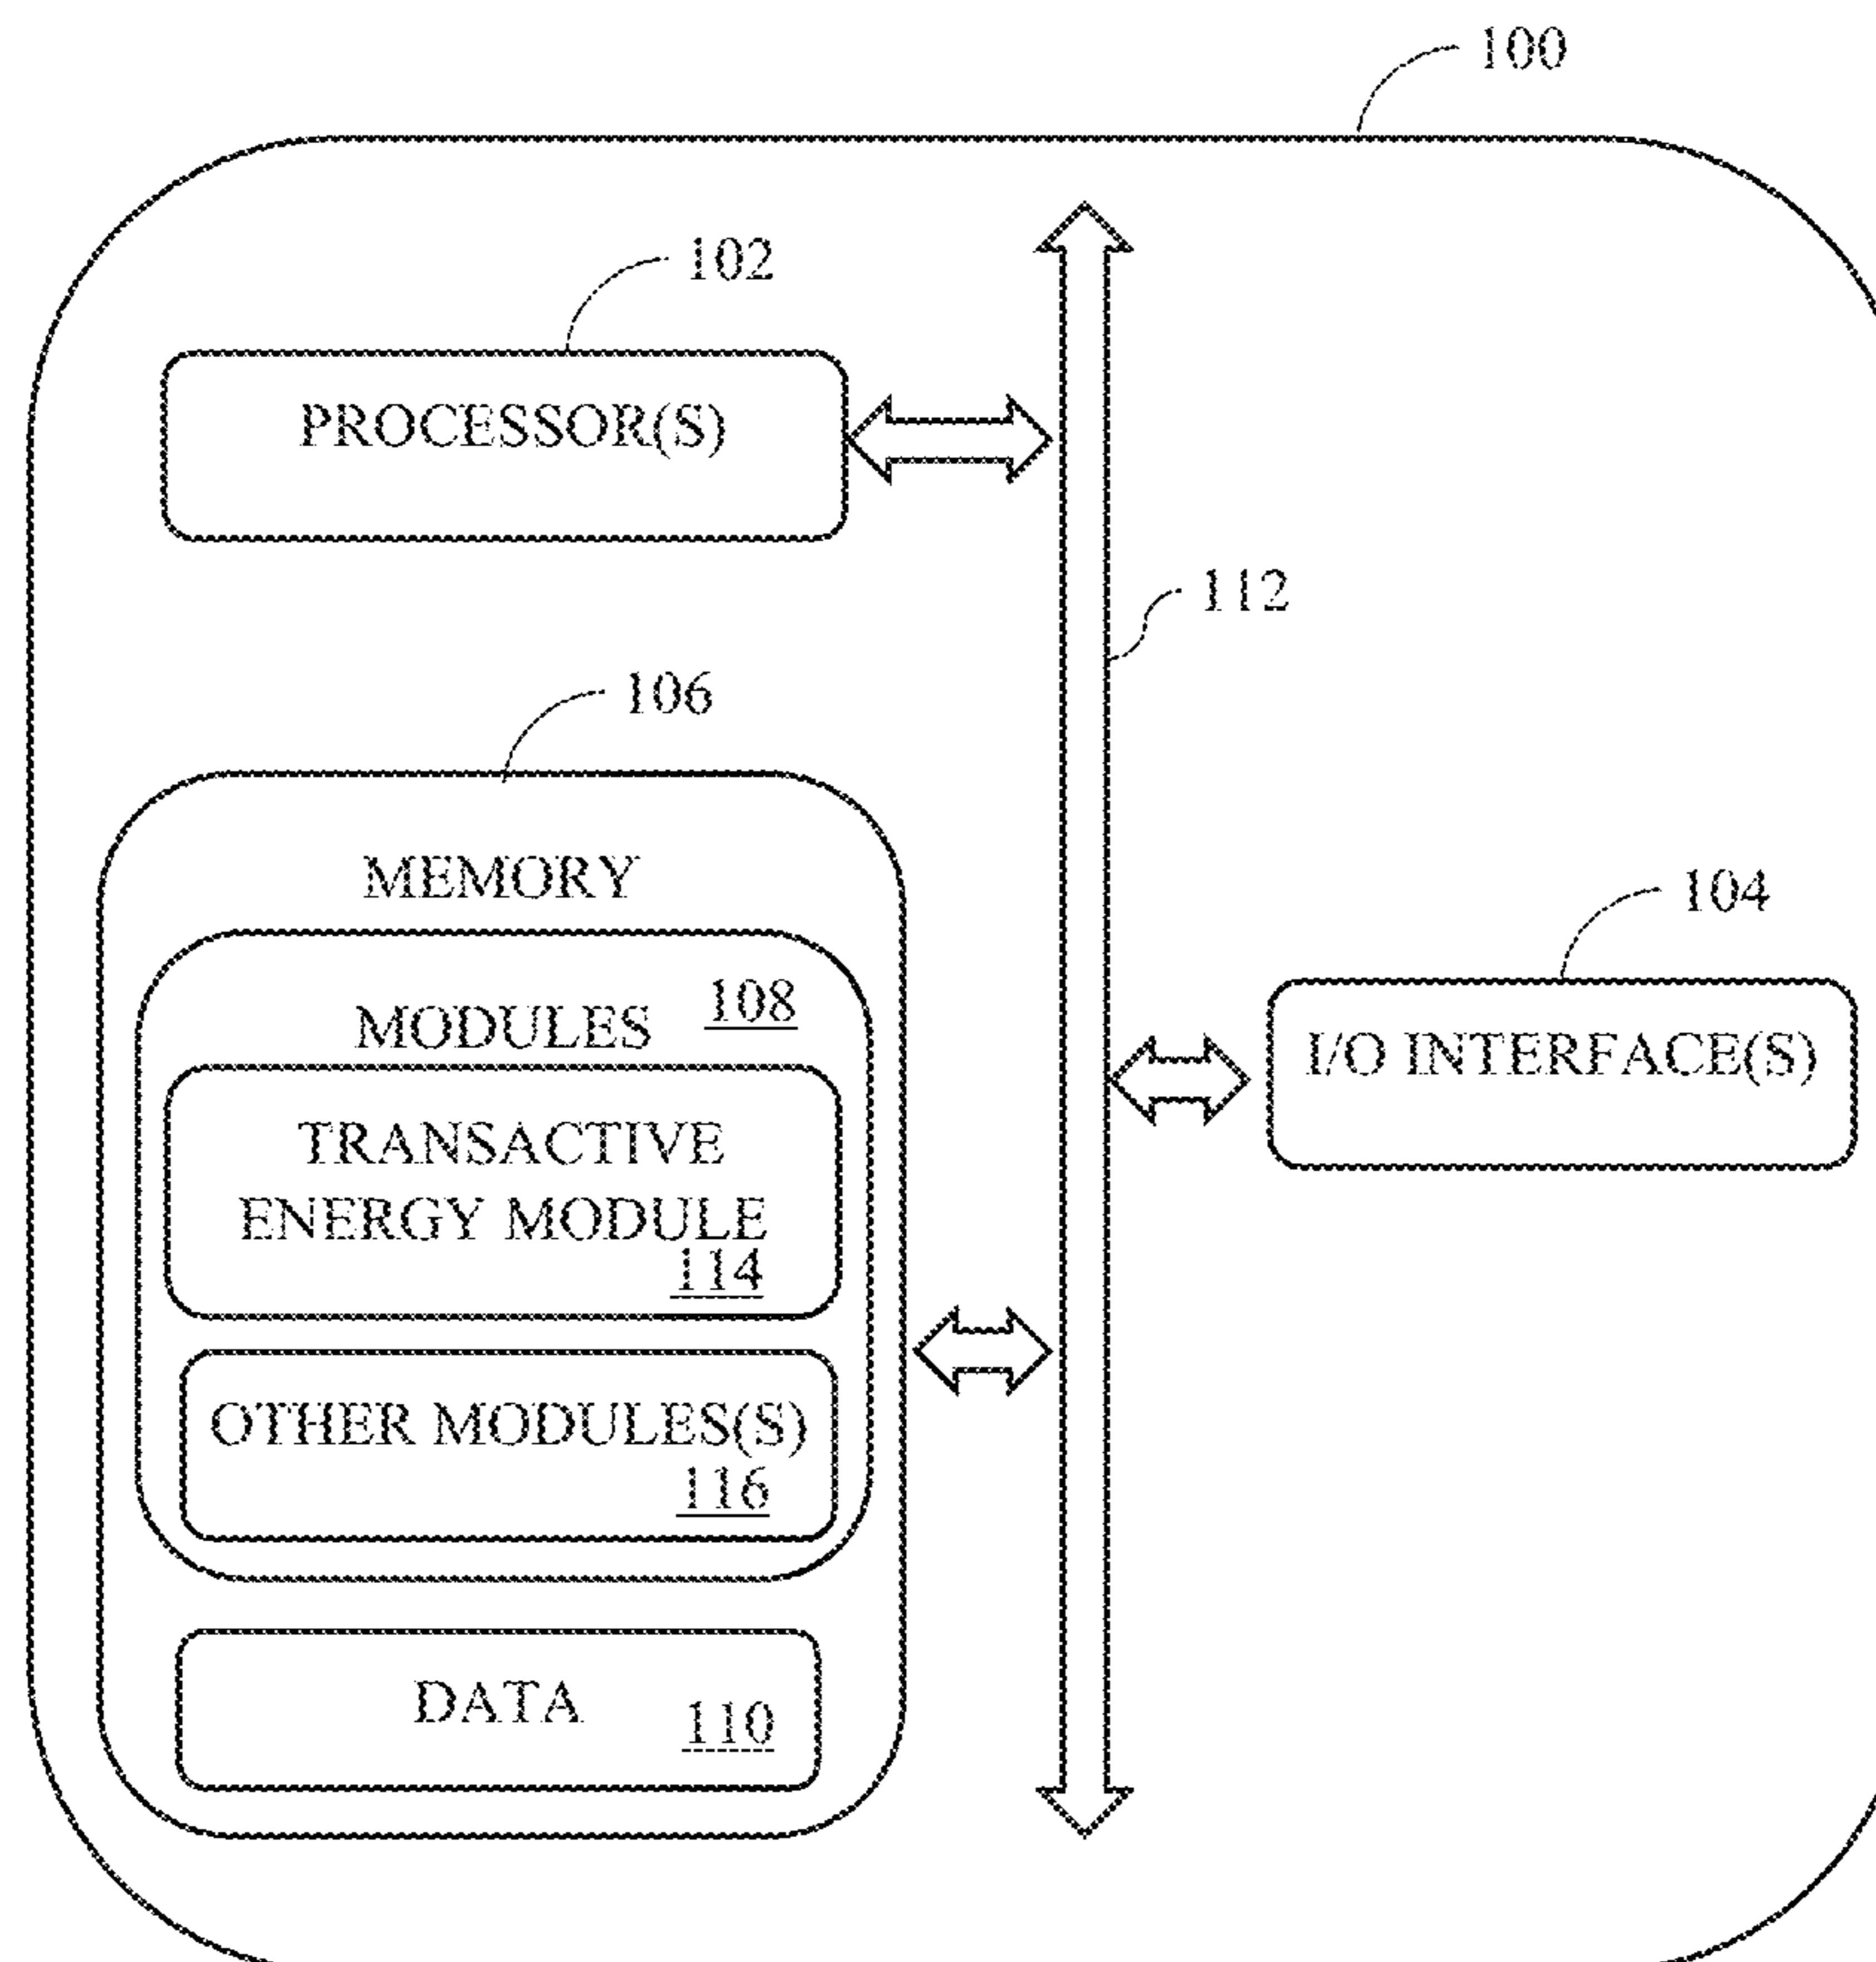 100
102
PROCESSOR(S)
112
106
MEMORY
104
108
MODULES
I/O INTERFACE(S)
TRANSACTIVE
ENERGY MODULE
114
OTHER MODULES(S)
116
DATA
110